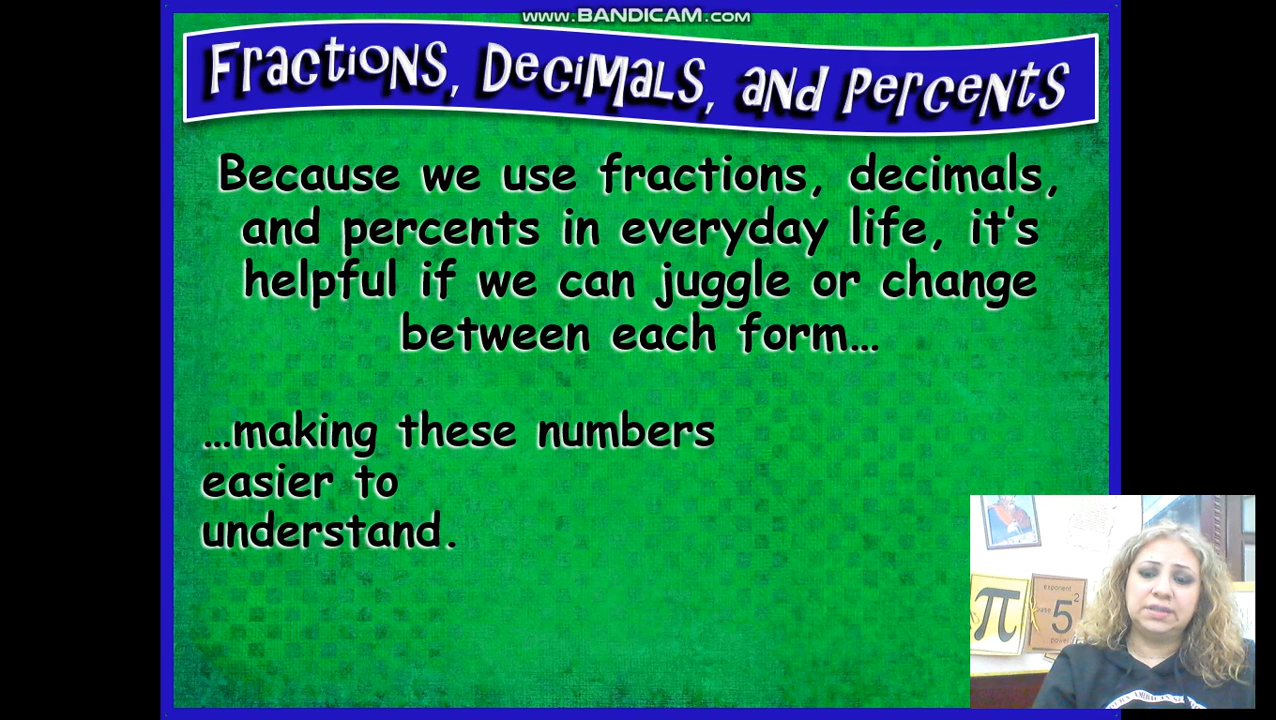 www.BANDICAM.com
Fractions, Decimals, and Percents
Because we use fractions, decimals,
and percents in everyday life, it's
helpful if we can juggle or change
between each form…
…making these numbers
easier to
understand.
π
exponent
base 5 2
power